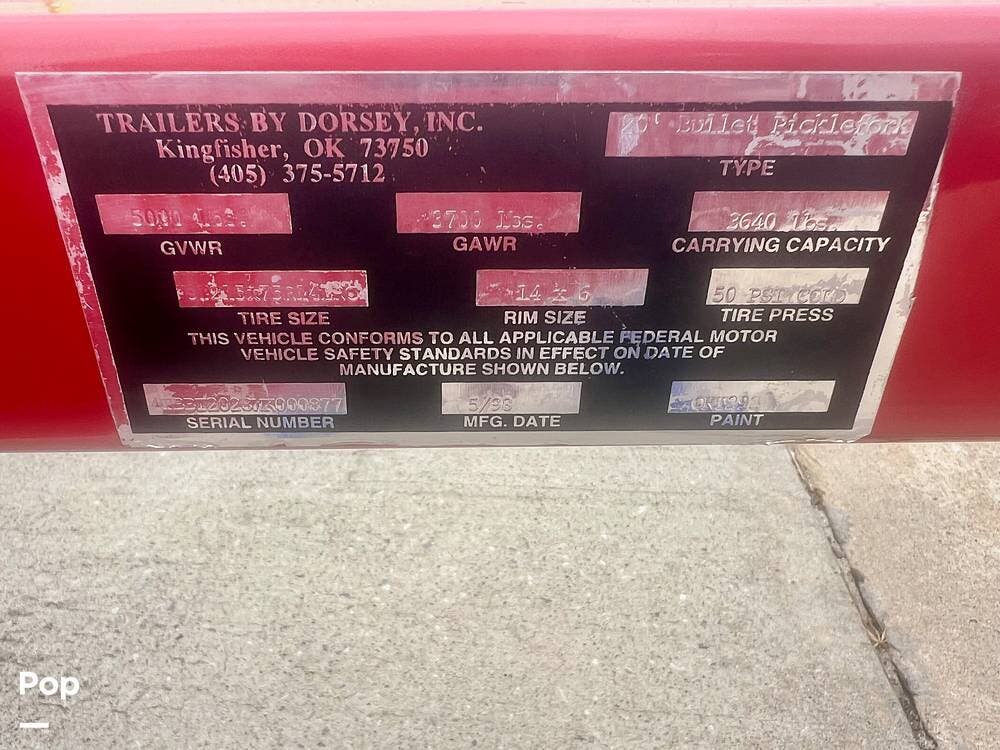 TRAILERS BY DORSEY, INC.
Kingfisher, OK 73750
(405) 375-5712
20' Bullet Picklefork
TYPE
5000 Lbs.
GVWR
3700 Lbs.
GAWR
3640 Lbs.
CARRYING CAPACITY
TIRE SIZE
14 x 6
RIM SIZE
50 PSI COLD
TIRE PRESS
THIS VEHICLE CONFORMS TO ALL APPLICABLE FEDERAL MOTOR
VEHICLE SAFETY STANDARDS IN EFFECT ON DATE OF
MANUFACTURE SHOWN BELOW.
SERIAL NUMBER
MFG. DATE
PAINT
Pop